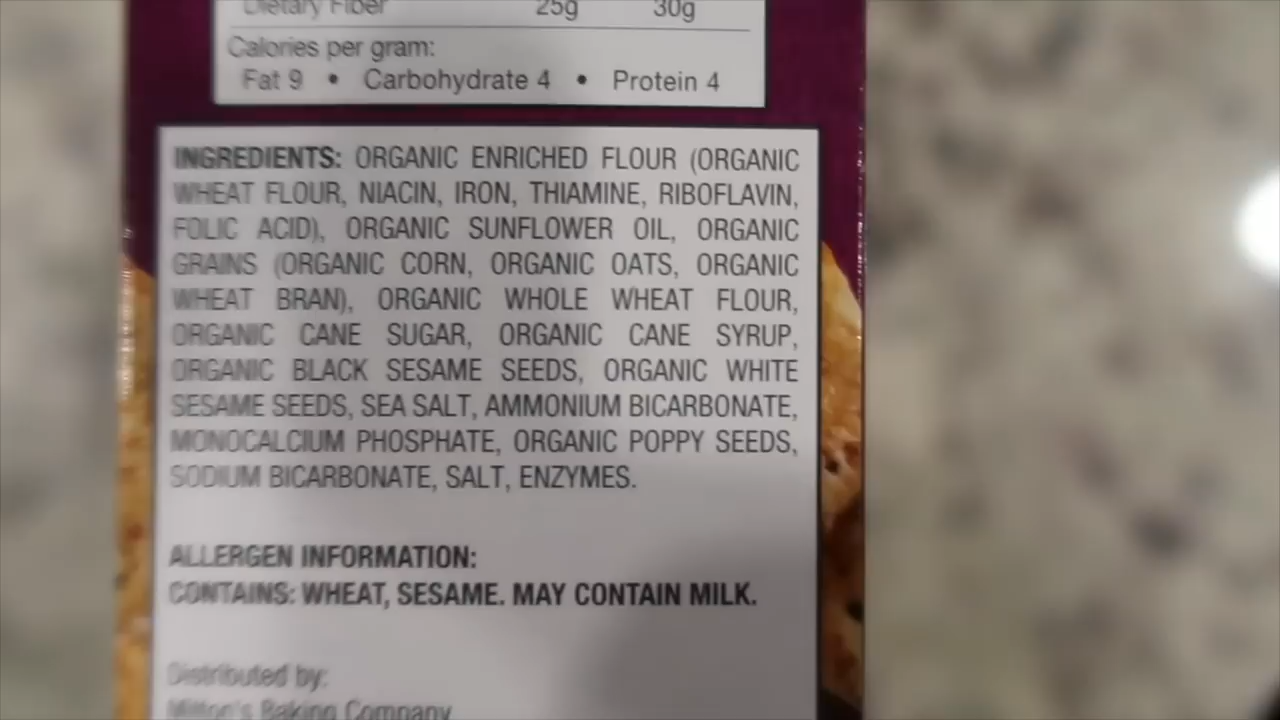 Dietary Fiber 25g 30g
Calories per gram:
Fat 9 • Carbohydrate 4 • Protein 4
INGREDIENTS: ORGANIC ENRICHED FLOUR (ORGANIC
WHEAT FLOUR, NIACIN, IRON, THIAMINE, RIBOFLAVIN,
FOLIC ACID), ORGANIC SUNFLOWER OIL, ORGANIC
GRAINS (ORGANIC CORN, ORGANIC OATS, ORGANIC
WHEAT BRAN), ORGANIC WHOLE WHEAT FLOUR,
ORGANIC CANE SUGAR, ORGANIC CANE SYRUP,
ORGANIC BLACK SESAME SEEDS, ORGANIC WHITE
SESAME SEEDS, SEA SALT, AMMONIUM BICARBONATE,
MONOCALCIUM PHOSPHATE, ORGANIC POPPY SEEDS,
SODIUM BICARBONATE, SALT, ENZYMES.
ALLERGEN INFORMATION:
CONTAINS: WHEAT, SESAME. MAY CONTAIN MILK.
Distributed by:
Milton's Baking Company